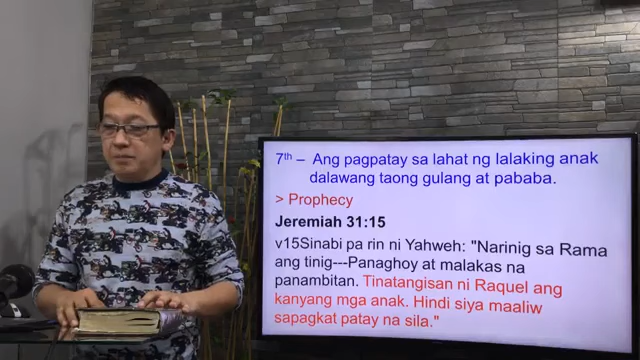 7th – Ang pagpatay sa lahat ng lalaking anak
dalawang taong gulang at pababa.
> Prophecy
Jeremiah 31:15
v15Sinabi pa rin ni Yahweh: "Narinig sa Rama
ang tinig---Panaghoy at malakas na
panambitan. Tinatangisan ni Raquel ang
kanyang mga anak. Hindi siya maaliw
sapagkat patay na sila."